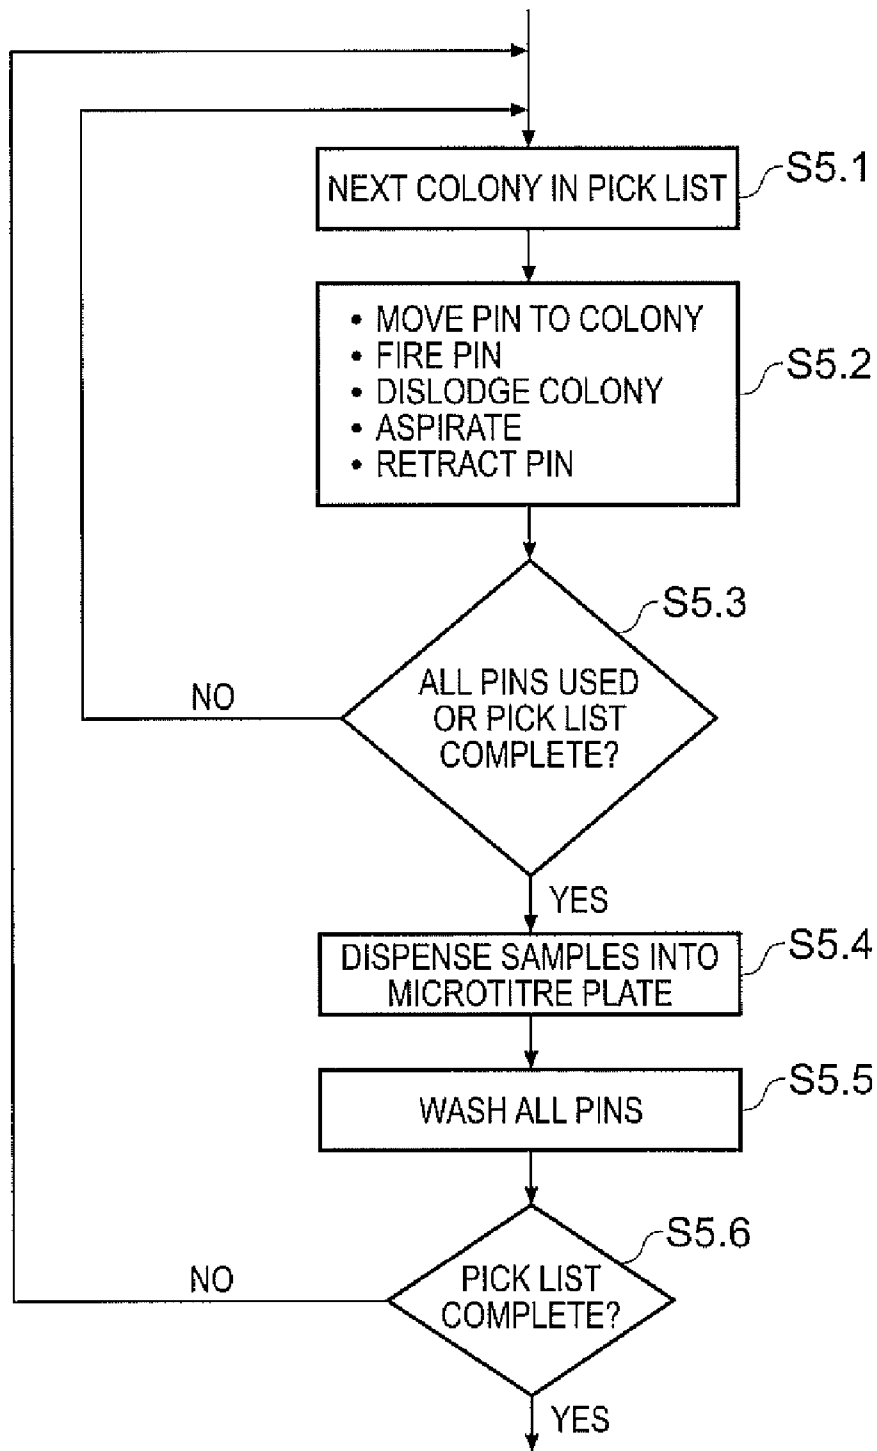 NEXT COLONY IN PICK LIST
S5.1
• MOVE PIN TO COLONY
• FIRE PIN
• DISLODGE COLONY
• ASPIRATE
• RETRACT PIN
S5.2
S5.3
ALL PINS USED
OR PICK LIST
COMPLETE?
NO
YES
DISPENSE SAMPLES INTO
MICROTITRE PLATE
S5.4
WASH ALL PINS
S5.5
S5.6
PICK LIST
COMPLETE?
NO
YES